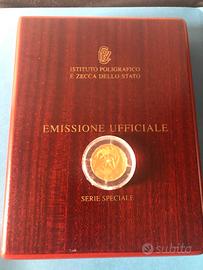 ISTITUTO POLIGRAFICO
E ZECCA DELLO STATO
EMISSIONE UFFICIALE
SERIE SPECIALE
subito